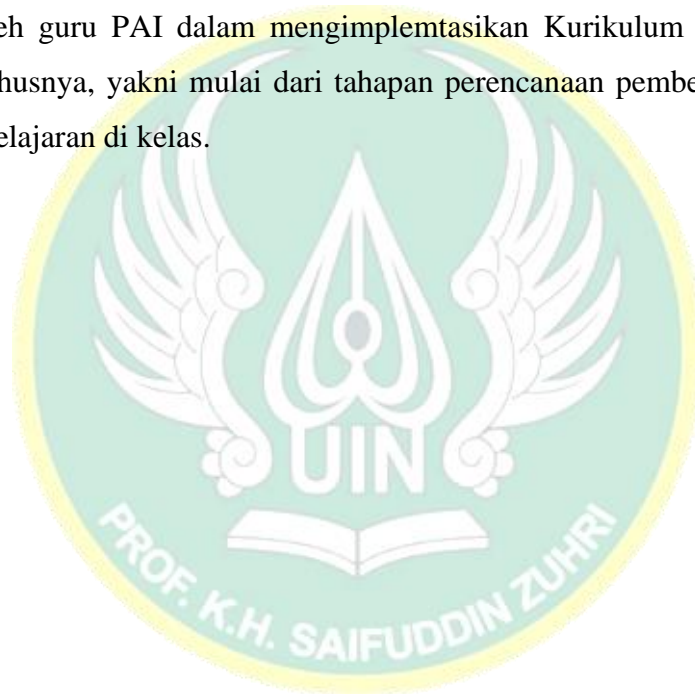 eh guru PAI dalam mengimplemtasikan Kurikulum
husnya, yakni mulai dari tahapan perencanaan pembe
elajaran di kelas.
UIN
PROF. K.H. SAIFUDDIN ZUHRI